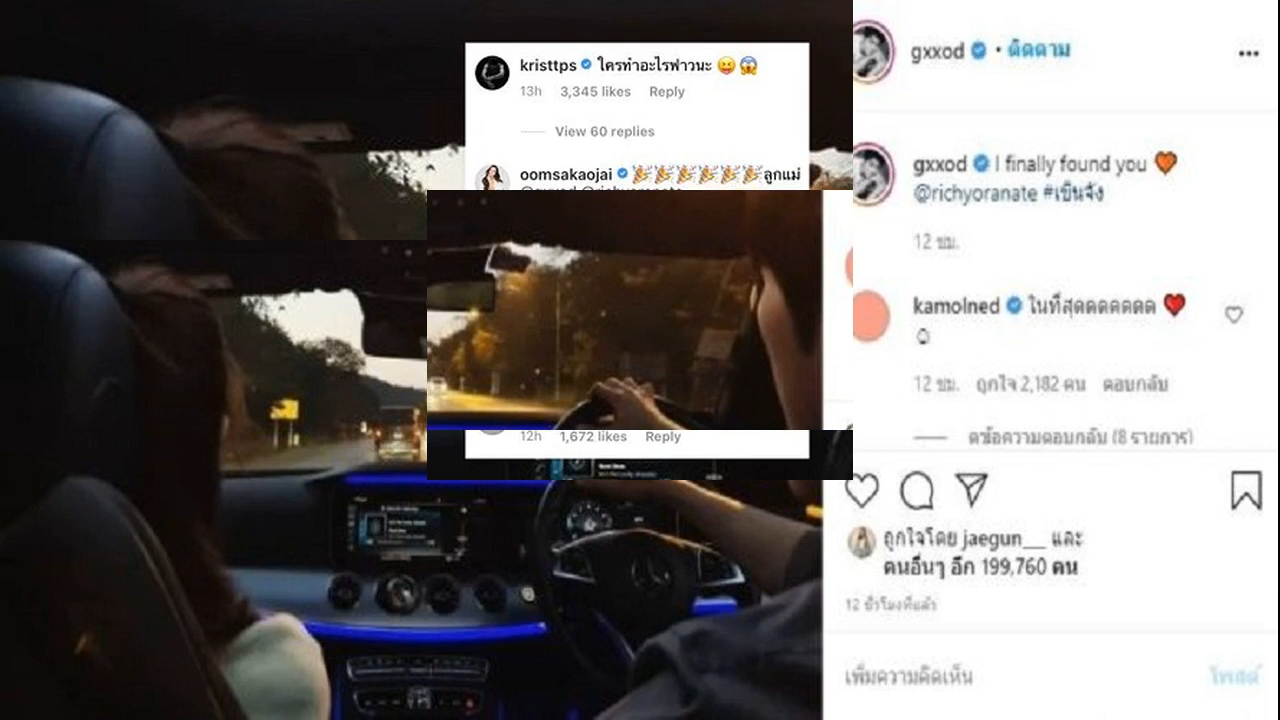 kristtps ใครทำอะไรฟาวนะ 😝 😱
13h 3,345 likes Reply
View 60 replies
oomsakaojai 🎉🎉🎉🎉🎉🎉ลูกแม่
@gxxod @richyoranate
12h 1,672 likes Reply
gxxod • ติดตาม
gxxod I finally found you 🧡
@richyoranate #เข็นจัง
12 ชม.
kamolned ในที่สุดดดดดดด ❤️
12 ชม. ถูกใจ 2,182 คน ตอบกลับ
ดูข้อความตอบกลับ (8 รายการ)
ถูกใจโดย jaegun__ และ
คนอื่นๆ อีก 199,760 คน
12 ชั่วโมงที่แล้ว
เพิ่มความคิดเห็น
โพสต์